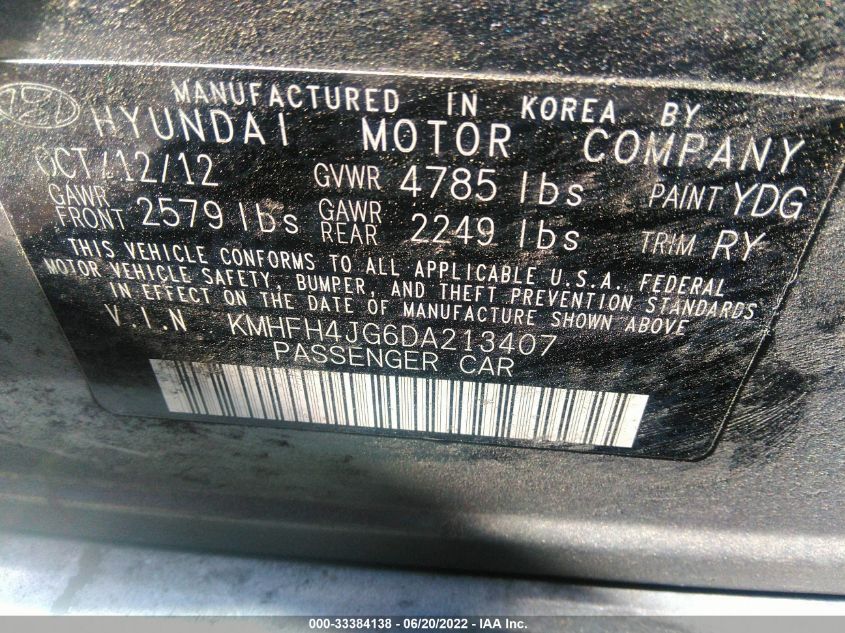 MANUFACTURED IN KOREA BY
HYUNDAI MOTOR COMPANY
OCT/12/12 GVWR 4785 lbs PAINT YDG
GAWR FRONT 2579 lbs GAWR REAR 2249 lbs TRIM RY
THIS VEHICLE CONFORMS TO ALL APPLICABLE U.S.A. FEDERAL
MOTOR VEHICLE SAFETY, BUMPER, AND THEFT PREVENTION STANDARDS
IN EFFECT ON THE DATE OF MANUFACTURE SHOWN ABOVE
V.I.N KMHFH4JG6DA213407
PASSENGER CAR
000-33384138 - 06/20/2022 - IAA Inc.